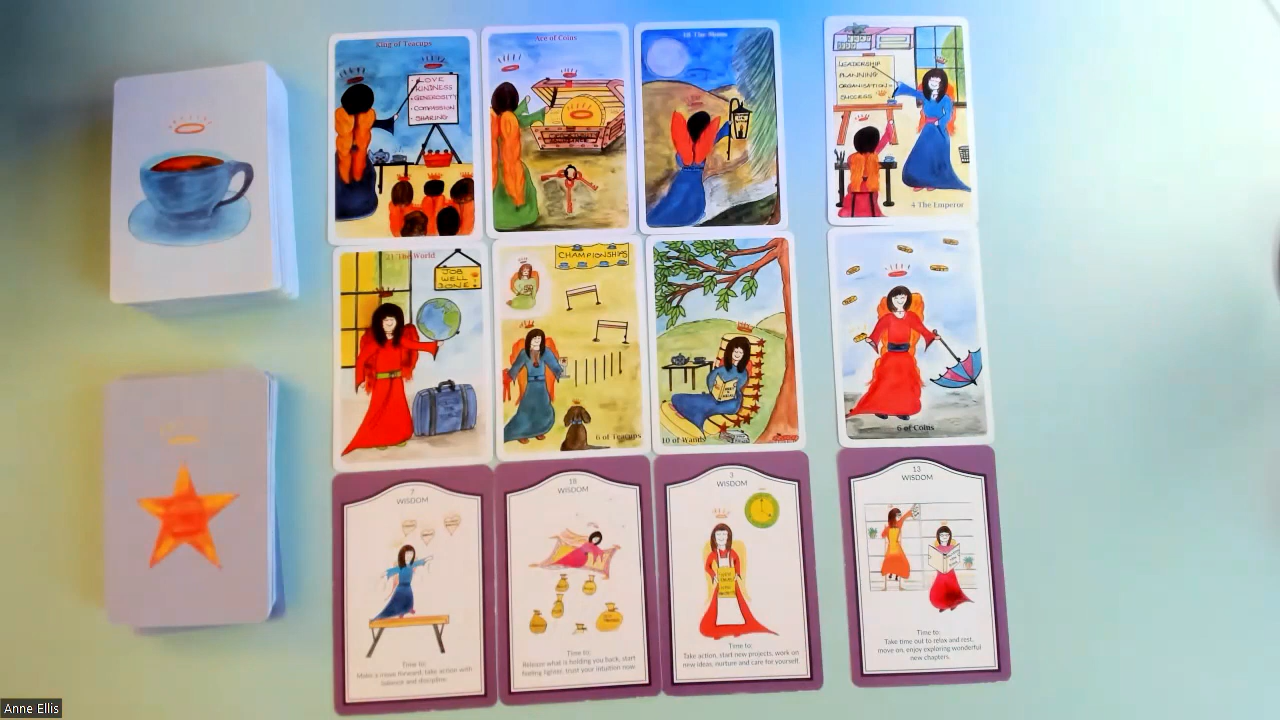 King of Teacups
LOVE
KINDNESS
GENEROSITY
COMPASSION
SHARING
Ace of Coins
18 The Moon
LEADERSHIP
PLANNING
ORGANISATION =
SUCCESS
4 The Emperor
21 The World
JOB
WELL
DONE!
CHAMPIONSHIPS
6 of Teacups
10 of Wands
6 of Coins
7
WISDOM
Time to:
Make a move forward, take action with
balance and discipline.
18
WISDOM
Time to:
Release what is holding you back, start
feeling lighter, trust your intuition now.
3
WISDOM
Time to:
Take action, start new projects, work on
new ideas, nurture and care for yourself
13
WISDOM
Time to:
Take time out to relax and rest,
move on, enjoy exploring wonderful
new chapters.
Anne Ellis